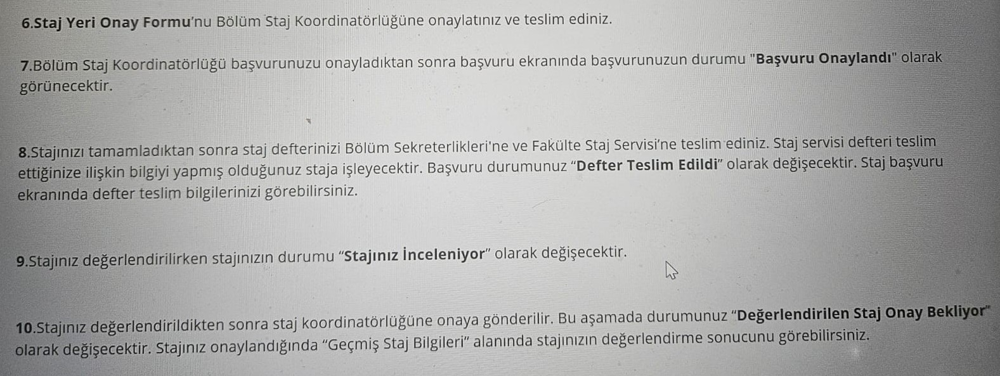 6.Staj Yeri Onay Formu’nu Bölüm Staj Koordinatörlüğüne onaylatınız ve teslim ediniz.
7.Bölüm Staj Koordinatörlüğü başvurunuzu onayladıktan sonra başvuru ekranında başvurunuzun durumu "Başvuru Onaylandı" olarak
görünecektir.
8.Stajınızı tamamladıktan sonra staj defterinizi Bölüm Sekreterlikleri'ne ve Fakülte Staj Servisi’ne teslim ediniz. Staj servisi defteri teslim
ettiğinize ilişkin bilgiyi yapmış olduğunuz staja işleyecektir. Başvuru durumunuz “Defter Teslim Edildi” olarak değişecektir. Staj başvuru
ekranında defter teslim bilgilerinizi görebilirsiniz.
9.Stajınız değerlendirilirken stajınızın durumu “Stajınız İnceleniyor” olarak değişecektir.
10.Stajınız değerlendirildikten sonra staj koordinatörlüğüne onaya gönderilir. Bu aşamada durumunuz “Değerlendirilen Staj Onay Bekliyor”
olarak değişecektir. Stajınız onaylandığında “Geçmiş Staj Bilgileri” alanında stajınızın değerlendirme sonucunu görebilirsiniz.